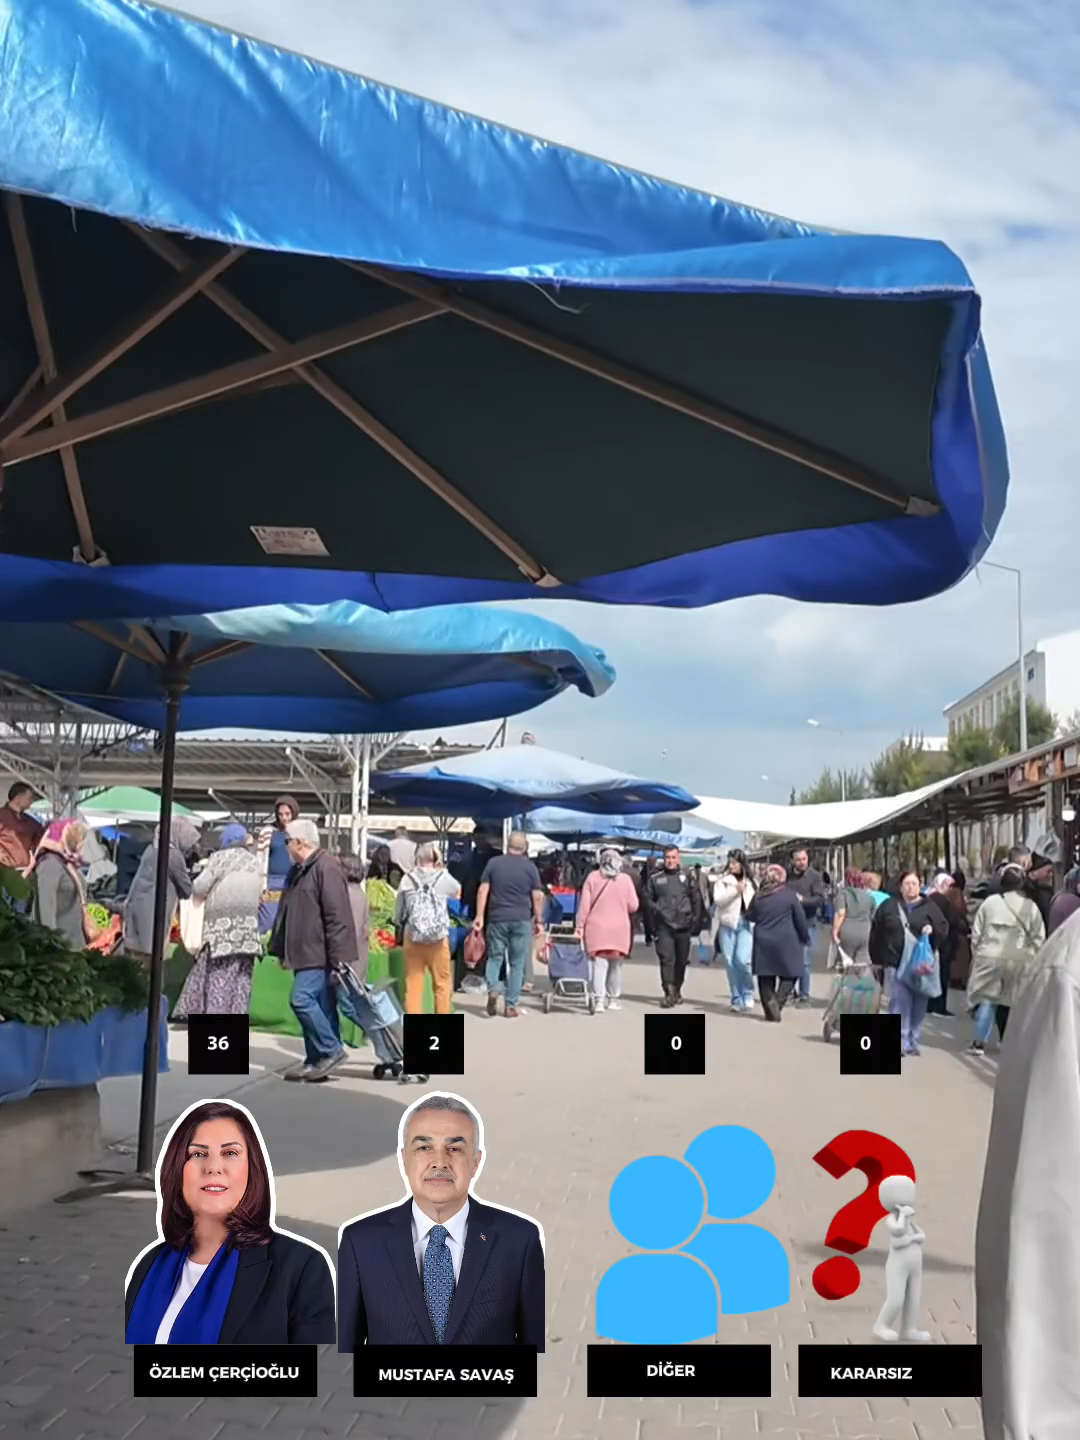 36
2
0
0
ÖZLEM ÇERÇİOĞLU
MUSTAFA SAVAŞ
DİĞER
KARARSIZ